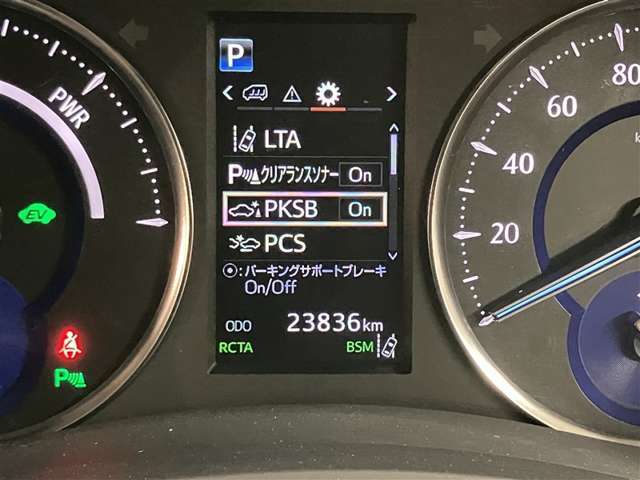 P
LTA
Pクリアランスソナー On
PKSB On
PCS
⦿:パーキングサポートブレーキ
On/Off
ODO 23836km
RCTA BSM
PWR
EV
P
20
40
60
80